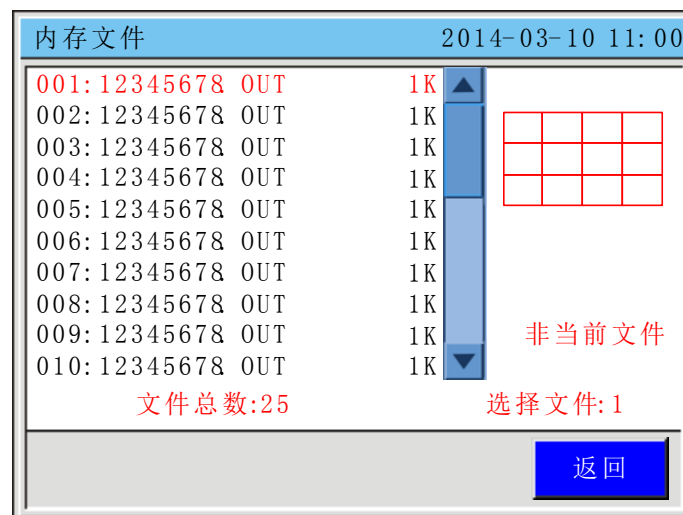 内存文件 2014-03-10 11:00
001:12345678. OUT 1K
002:12345678. OUT 1K
003:12345678. OUT 1K
004:12345678. OUT 1K
005:12345678. OUT 1K
006:12345678. OUT 1K
007:12345678. OUT 1K
008:12345678. OUT 1K
009:12345678. OUT 1K
010:12345678. OUT 1K
非当前文件
文件总数:25 选择文件:1
返回